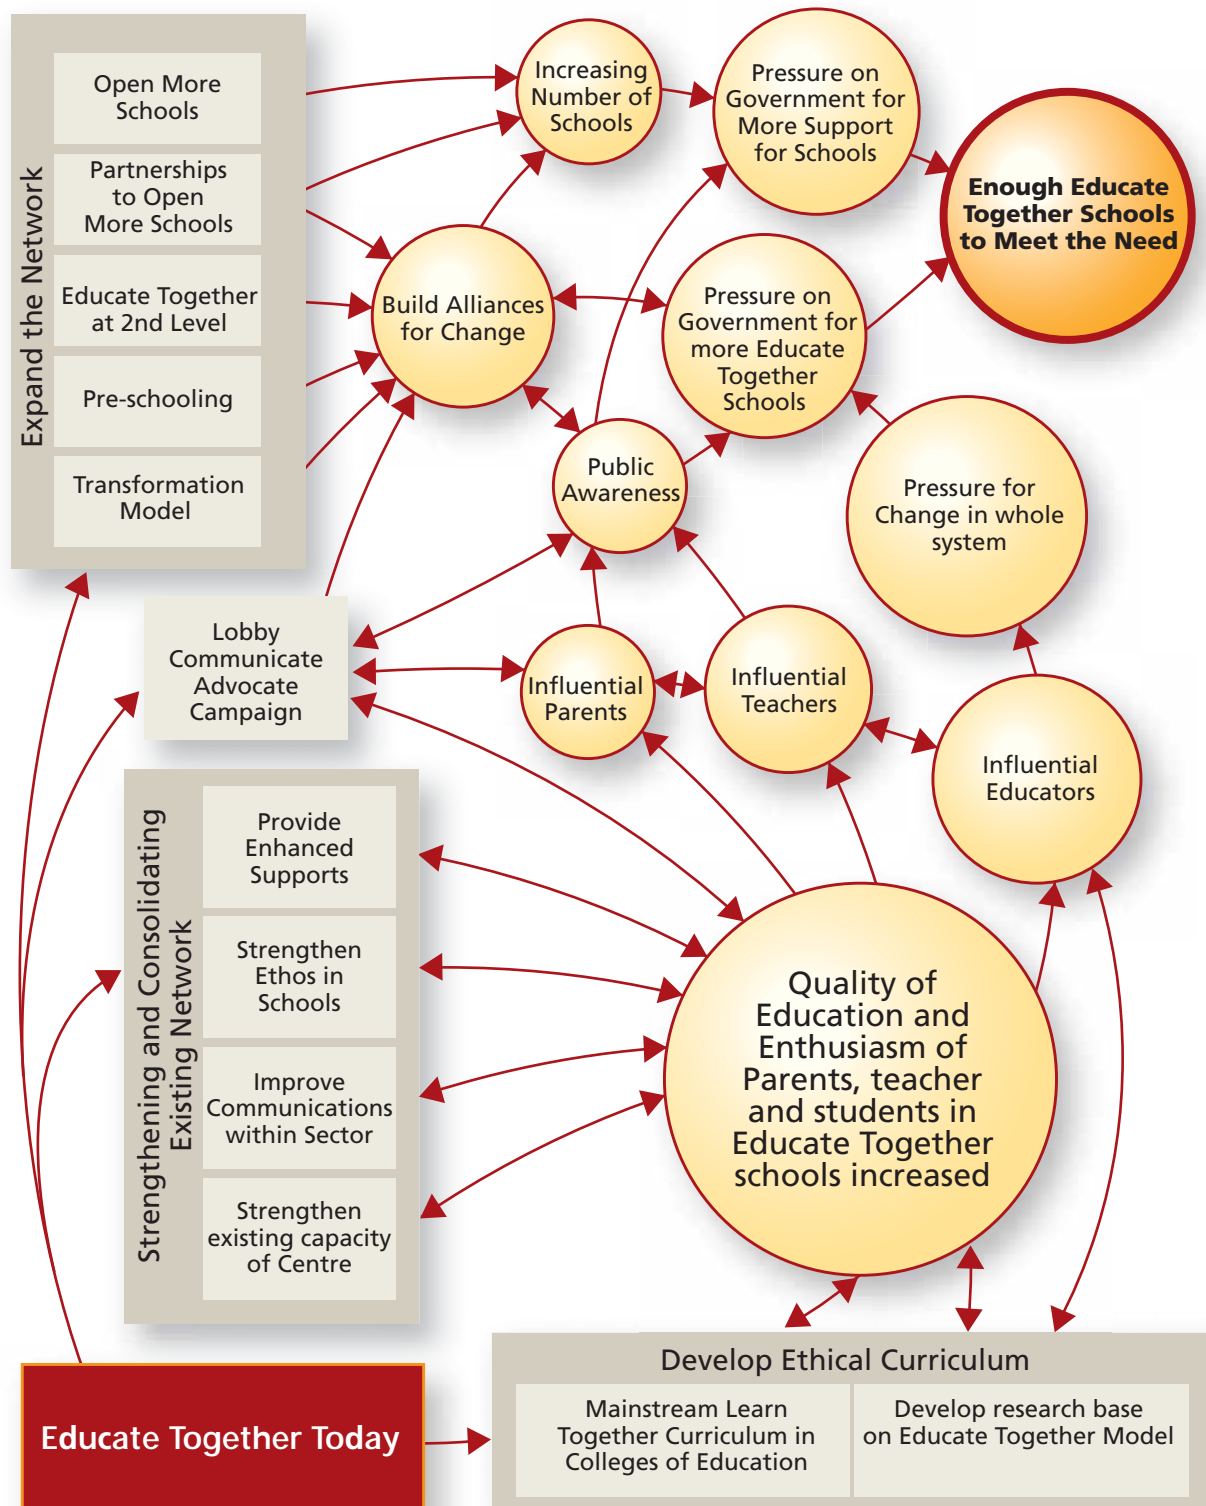 Expand the Network
Open More
Schools
Partnerships
to Open
More Schools
Educate Together
at 2nd Level
Pre-schooling
Transformation
Model
Increasing
Number of
Schools
Pressure on
Government for
More Support
for Schools
Enough Educate
Together Schools
to Meet the Need
Build Alliances
for Change
Pressure on
Government for
more Educate
Together
Schools
Public
Awareness
Pressure for
Change in whole
system
Lobby
Communicate
Advocate
Campaign
Influential
Parents
Influential
Teachers
Influential
Educators
Strengthening and Consolidating
Existing Network
Provide
Enhanced
Supports
Strengthen
Ethos in
Schools
Improve
Communications
within Sector
Strengthen
existing capacity
of Centre
Quality of
Education and
Enthusiasm of
Parents, teacher
and students in
Educate Together
schools increased
Educate Together Today
Develop Ethical Curriculum
Mainstream Learn
Together Curriculum in
Colleges of Education
Develop research base
on Educate Together Model